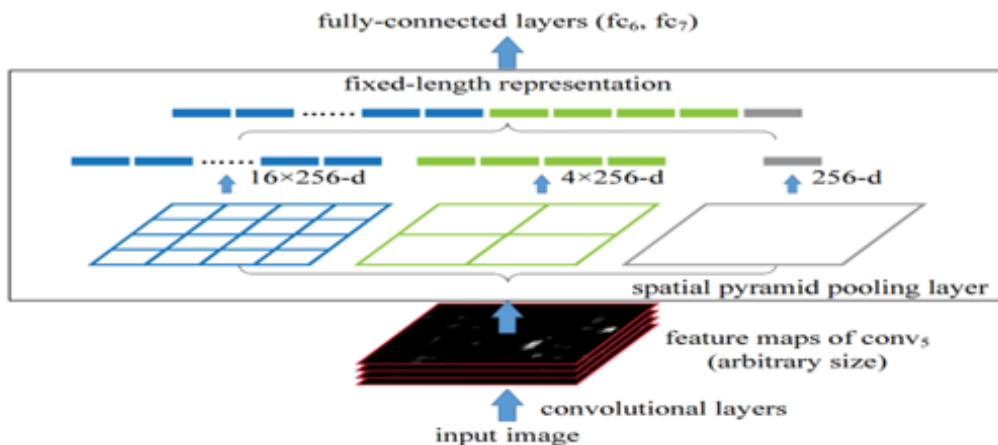 fully-connected layers (fc₆, fc₇)
fixed-length representation
16×256-d
4×256-d
256-d
spatial pyramid pooling layer
feature maps of conv₅
(arbitrary size)
convolutional layers
input image